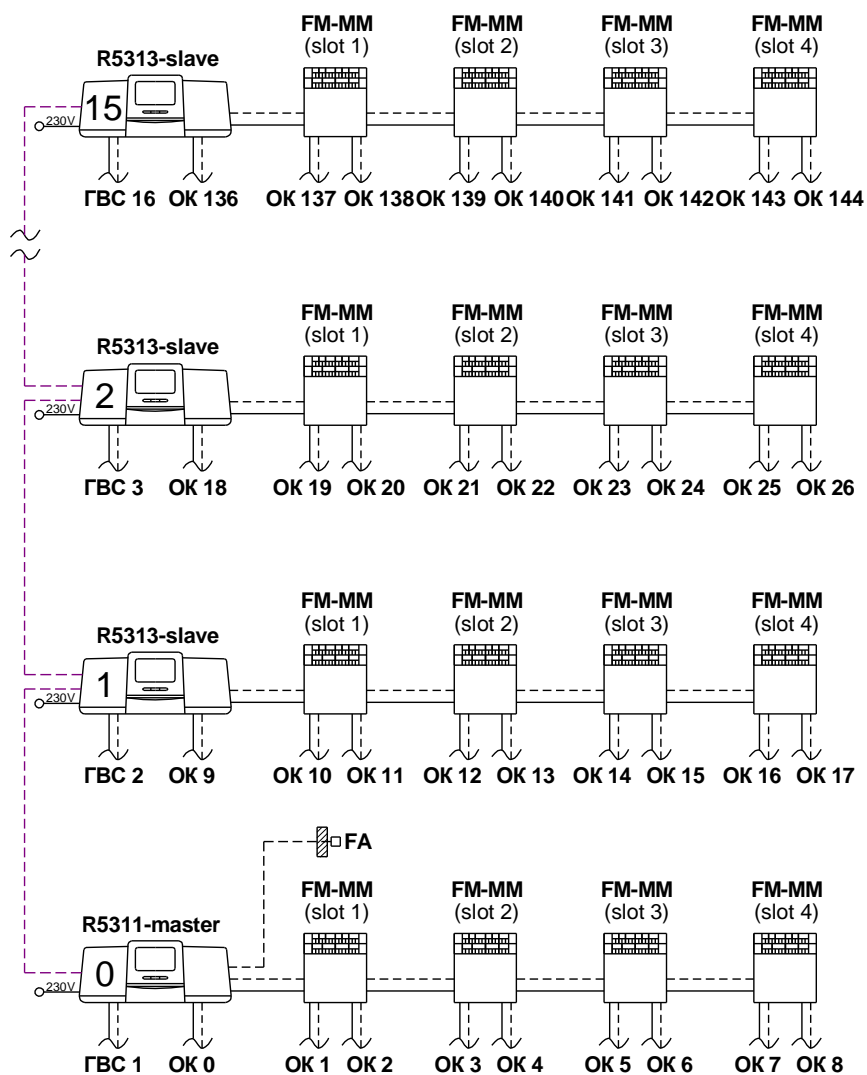 FM-MM FM-MM FM-MM FM-MM
(slot 1) (slot 2) (slot 3) (slot 4)
R5313-slave
15
230V
ГВС 16 ОК 136 ОК 137 ОК 138 ОК 139 ОК 140 ОК 141 ОК 142 ОК 143 ОК 144
FM-MM FM-MM FM-MM FM-MM
(slot 1) (slot 2) (slot 3) (slot 4)
R5313-slave
2
230V
ГВС 3 ОК 18 ОК 19 ОК 20 ОК 21 ОК 22 ОК 23 ОК 24 ОК 25 ОК 26
FM-MM FM-MM FM-MM FM-MM
(slot 1) (slot 2) (slot 3) (slot 4)
R5313-slave
1
230V
ГВС 2 ОК 9 ОК 10 ОК 11 ОК 12 ОК 13 ОК 14 ОК 15 ОК 16 ОК 17
FA
FM-MM FM-MM FM-MM FM-MM
(slot 1) (slot 2) (slot 3) (slot 4)
R5311-master
0
230V
ГВС 1 ОК 0 ОК 1 ОК 2 ОК 3 ОК 4 ОК 5 ОК 6 ОК 7 ОК 8